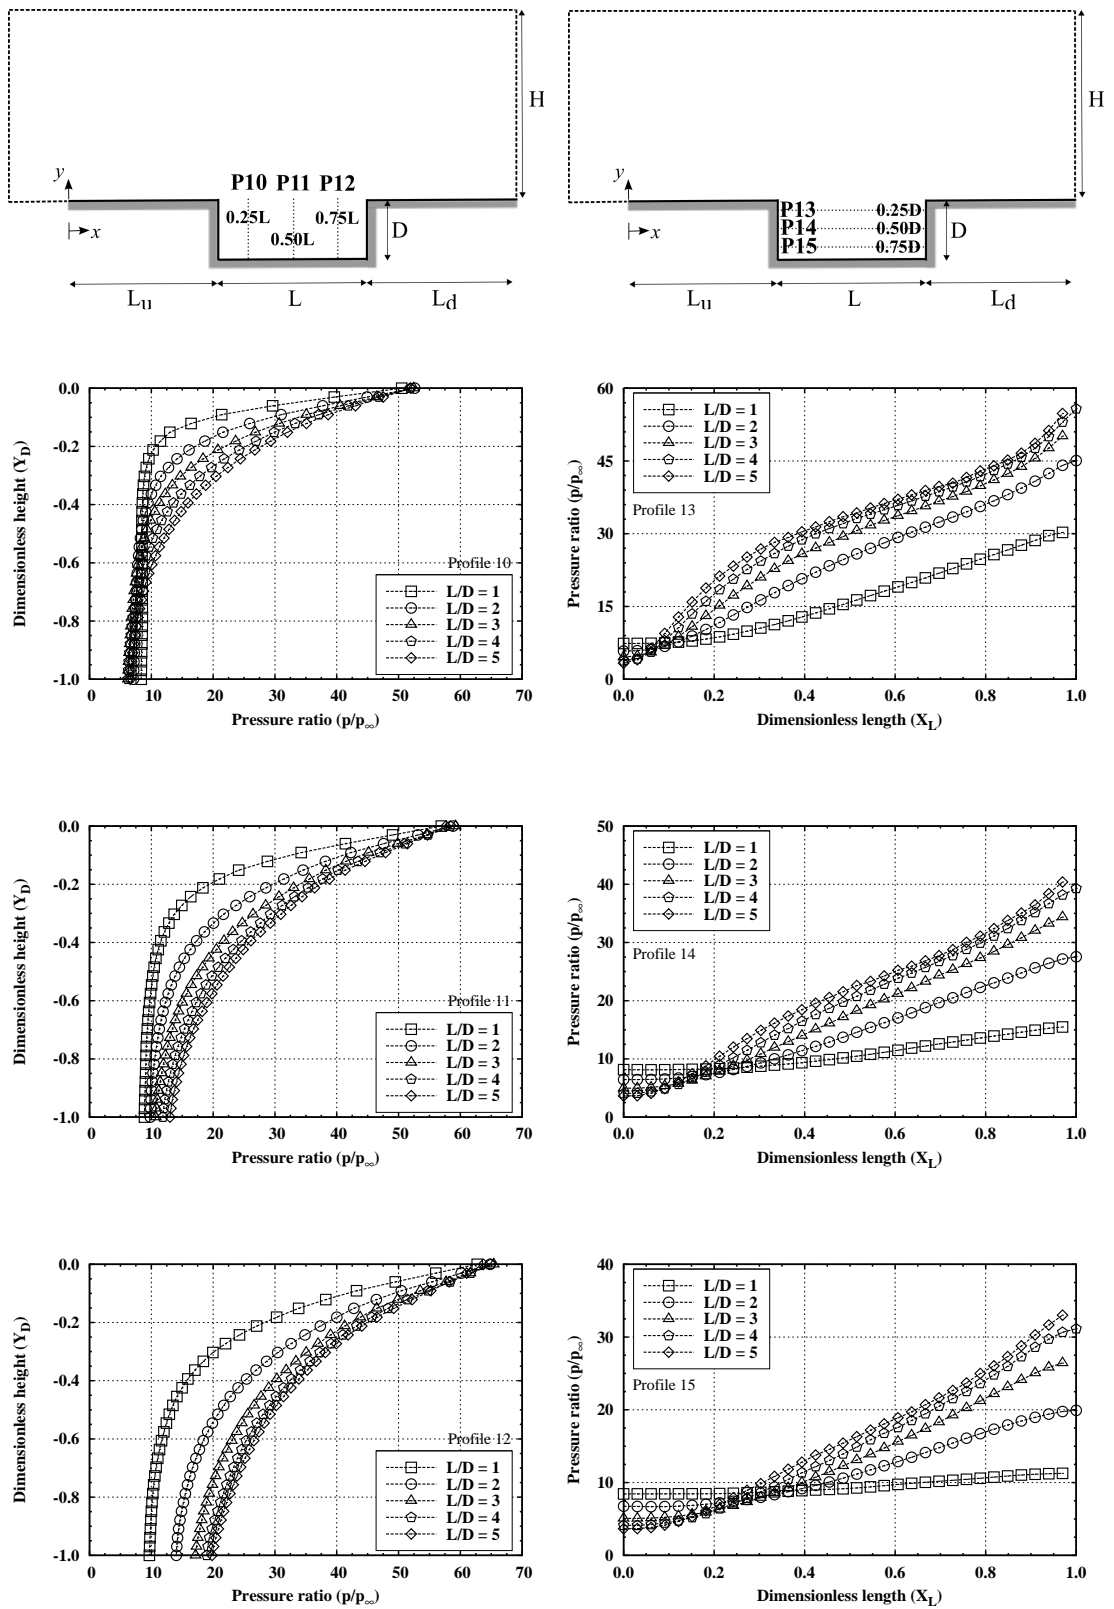 H
y
P10 P11 P12
0.25L 0.75L
0.50L
D
x
Lu L Ld
H
y
P13 0.25D
P14 0.50D
P15 0.75D
D
x
Lu L Ld
Dimensionless height (YD)
0.0
-0.2
-0.4
-0.6
-0.8
-1.0
Profile 10
L/D = 1
L/D = 2
L/D = 3
L/D = 4
L/D = 5
0 10 20 30 40 50 60 70
Pressure ratio (p/p∞)
Pressure ratio (p/p∞)
60
45
30
15
0
L/D = 1
L/D = 2
L/D = 3
L/D = 4
L/D = 5
Profile 13
0.0 0.2 0.4 0.6 0.8 1.0
Dimensionless length (XL)
Dimensionless height (YD)
0.0
-0.2
-0.4
-0.6
-0.8
-1.0
Profile 11
L/D = 1
L/D = 2
L/D = 3
L/D = 4
L/D = 5
0 10 20 30 40 50 60 70
Pressure ratio (p/p∞)
Pressure ratio (p/p∞)
50
40
30
20
10
0
L/D = 1
L/D = 2
L/D = 3
L/D = 4
L/D = 5
Profile 14
0.0 0.2 0.4 0.6 0.8 1.0
Dimensionless length (XL)
Dimensionless height (YD)
0.0
-0.2
-0.4
-0.6
-0.8
-1.0
Profile 12
L/D = 1
L/D = 2
L/D = 3
L/D = 4
L/D = 5
0 10 20 30 40 50 60 70
Pressure ratio (p/p∞)
Pressure ratio (p/p∞)
40
30
20
10
0
L/D = 1
L/D = 2
L/D = 3
L/D = 4
L/D = 5
Profile 15
0.0 0.2 0.4 0.6 0.8 1.0
Dimensionless length (XL)